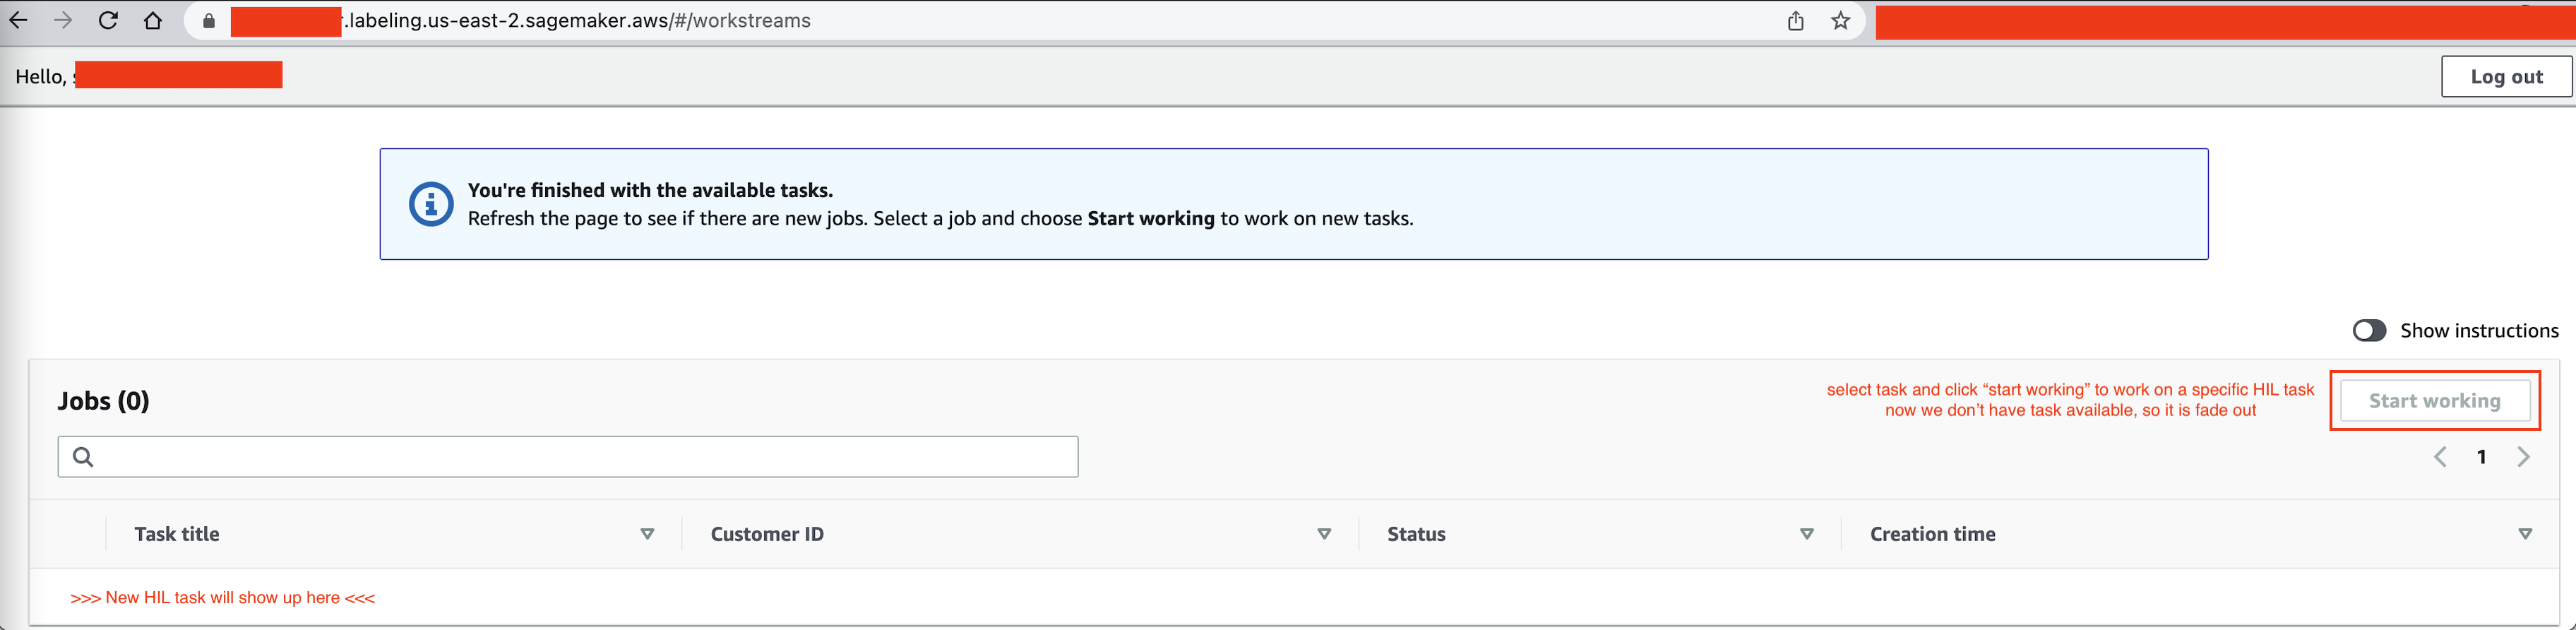 .labeling.us-east-2.sagemaker.aws/#/workstreams
Hello,
Log out
You're finished with the available tasks.
Refresh the page to see if there are new jobs. Select a job and choose Start working to work on new tasks.
Show instructions
Jobs (0)
select task and click “start working” to work on a specific HIL task
now we don’t have task available, so it is fade out
Start working
1
Task title
Customer ID
Status
Creation time
>>> New HIL task will show up here <<<